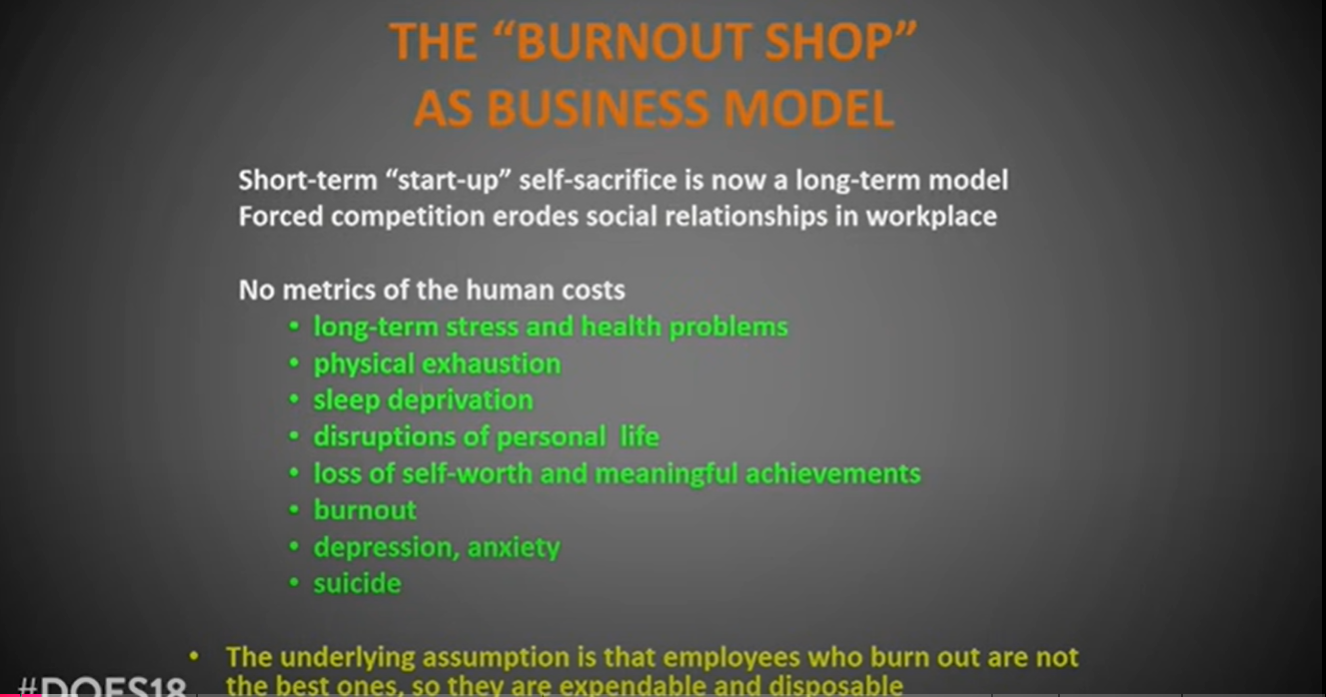 THE “BURNOUT SHOP”
AS BUSINESS MODEL
Short-term “start-up” self-sacrifice is now a long-term model
Forced competition erodes social relationships in workplace
No metrics of the human costs
• long-term stress and health problems
• physical exhaustion
• sleep deprivation
• disruptions of personal life
• loss of self-worth and meaningful achievements
• burnout
• depression, anxiety
• suicide
• The underlying assumption is that employees who burn out are not
the best ones, so they are expendable and disposable
#DOES18